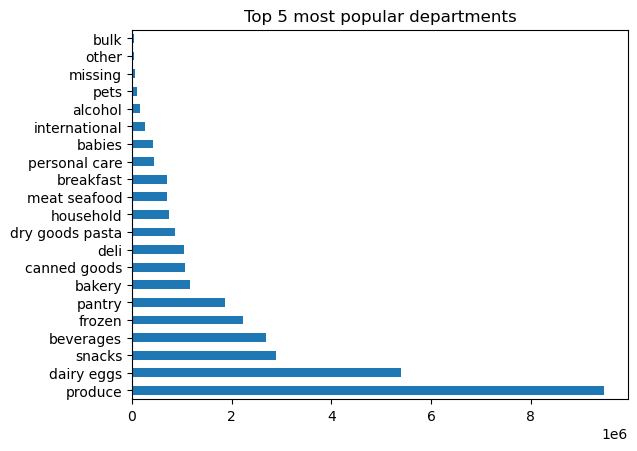 Top 5 most popular departments
bulk
other
missing
pets
alcohol
international
babies
personal care
breakfast
meat seafood
household
dry goods pasta
deli
canned goods
bakery
pantry
frozen
beverages
snacks
dairy eggs
produce
0 2 4 6 8
1e6